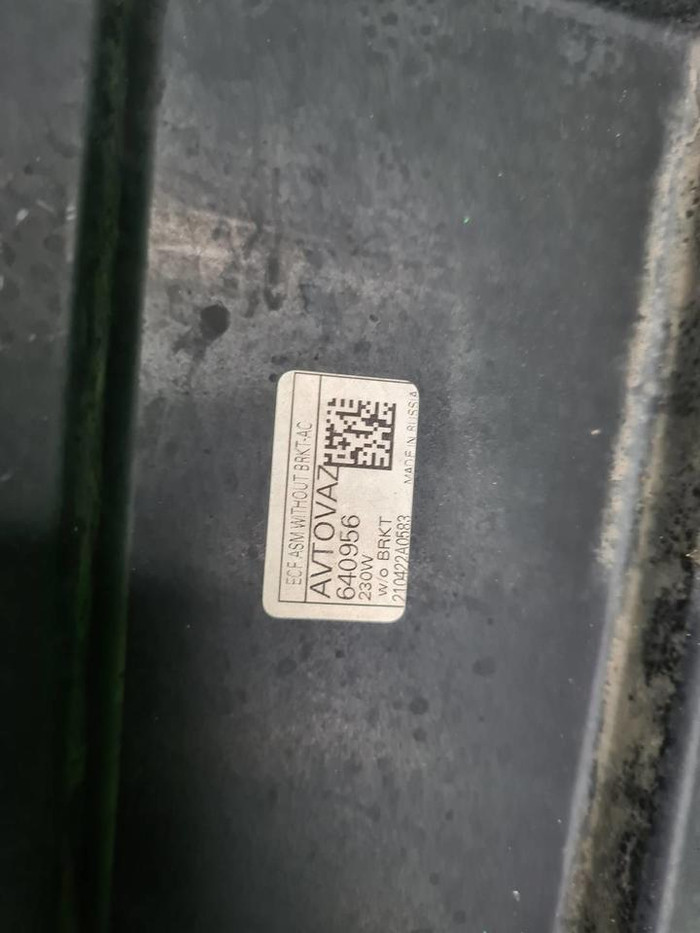 ECF ASM WITHOUT BRKT-AC
AVTOVAZ
640956
230W
w/o BRKT
210422A0583
MADE IN RUSSIA